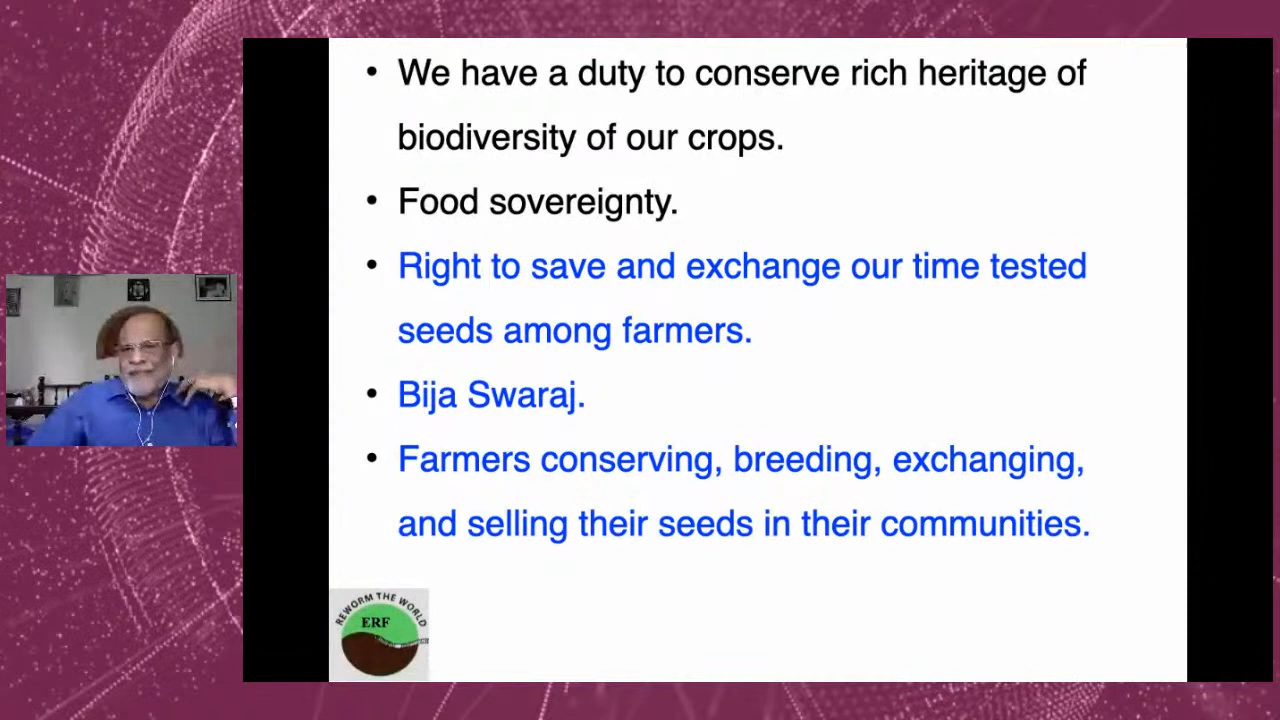 • We have a duty to conserve rich heritage of
biodiversity of our crops.
• Food sovereignty.
• Right to save and exchange our time tested
seeds among farmers.
• Bija Swaraj.
• Farmers conserving, breeding, exchanging,
and selling their seeds in their communities.
REWORM THE WORLD
ERF